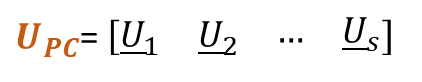 U_PC= [U_1 U_2 ⋯ U_s]